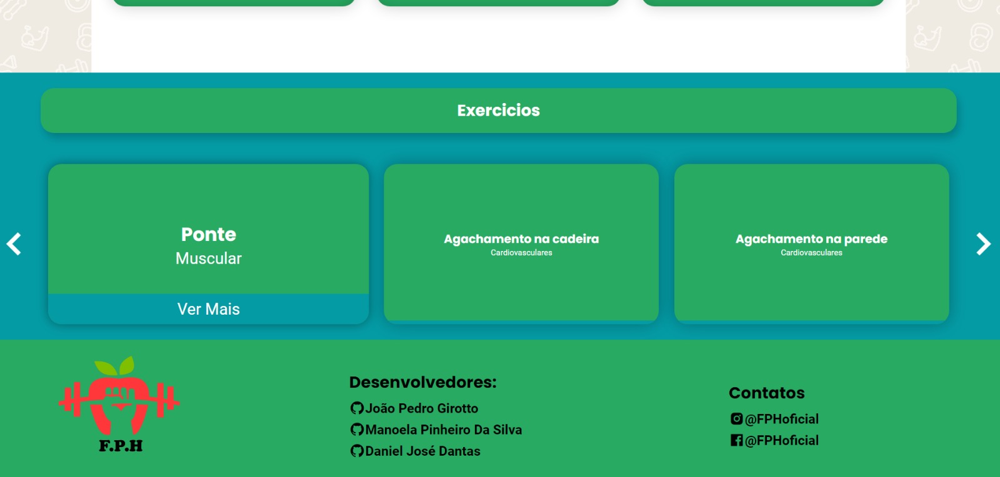 Exercicios
Ponte
Muscular
Ver Mais
Agachamento na cadeira
Cardiovasculares
Agachamento na parede
Cardiovasculares
F.P.H
Desenvolvedores:
João Pedro Girotto
Manoela Pinheiro Da Silva
Daniel José Dantas
Contatos
@FPHoficial
@FPHoficial